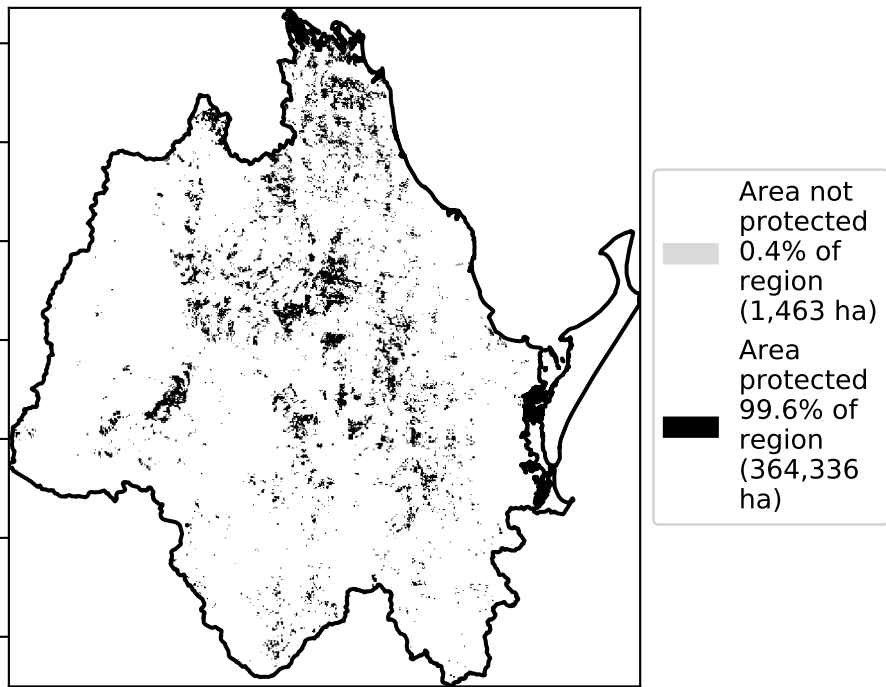 Area not
protected
0.4% of
region
(1,463 ha)
Area
protected
99.6% of
region
(364,336
ha)